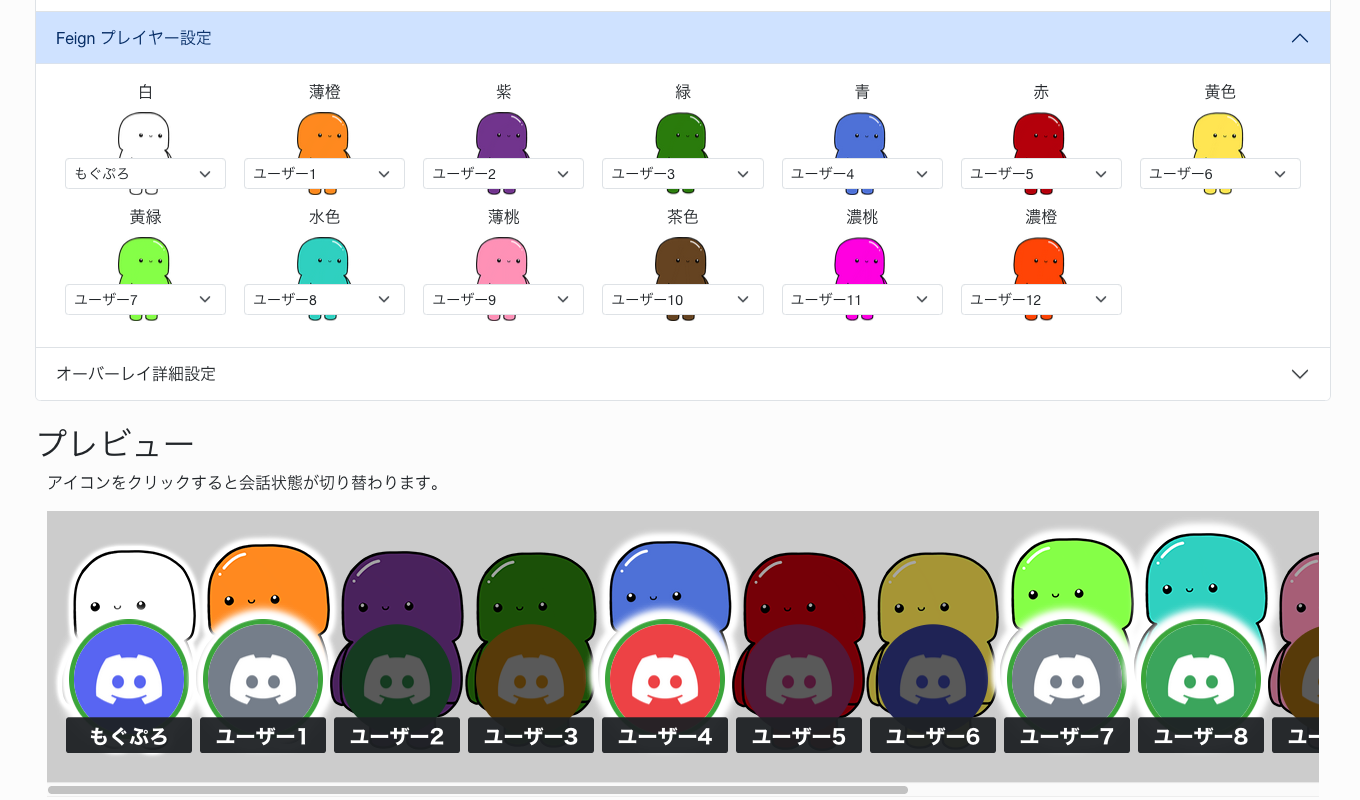 Feign プレイヤー設定
白 薄橙 紫 緑 青 赤 黄色
もぐぷろ ユーザー1 ユーザー2 ユーザー3 ユーザー4 ユーザー5 ユーザー6
黄緑 水色 薄桃 茶色 濃桃 濃橙
ユーザー7 ユーザー8 ユーザー9 ユーザー10 ユーザー11 ユーザー12
オーバーレイ詳細設定
プレビュー
アイコンをクリックすると会話状態が切り替わります。
もぐぷろ ユーザー1 ユーザー2 ユーザー3 ユーザー4 ユーザー5 ユーザー6 ユーザー7 ユーザー8 ユー